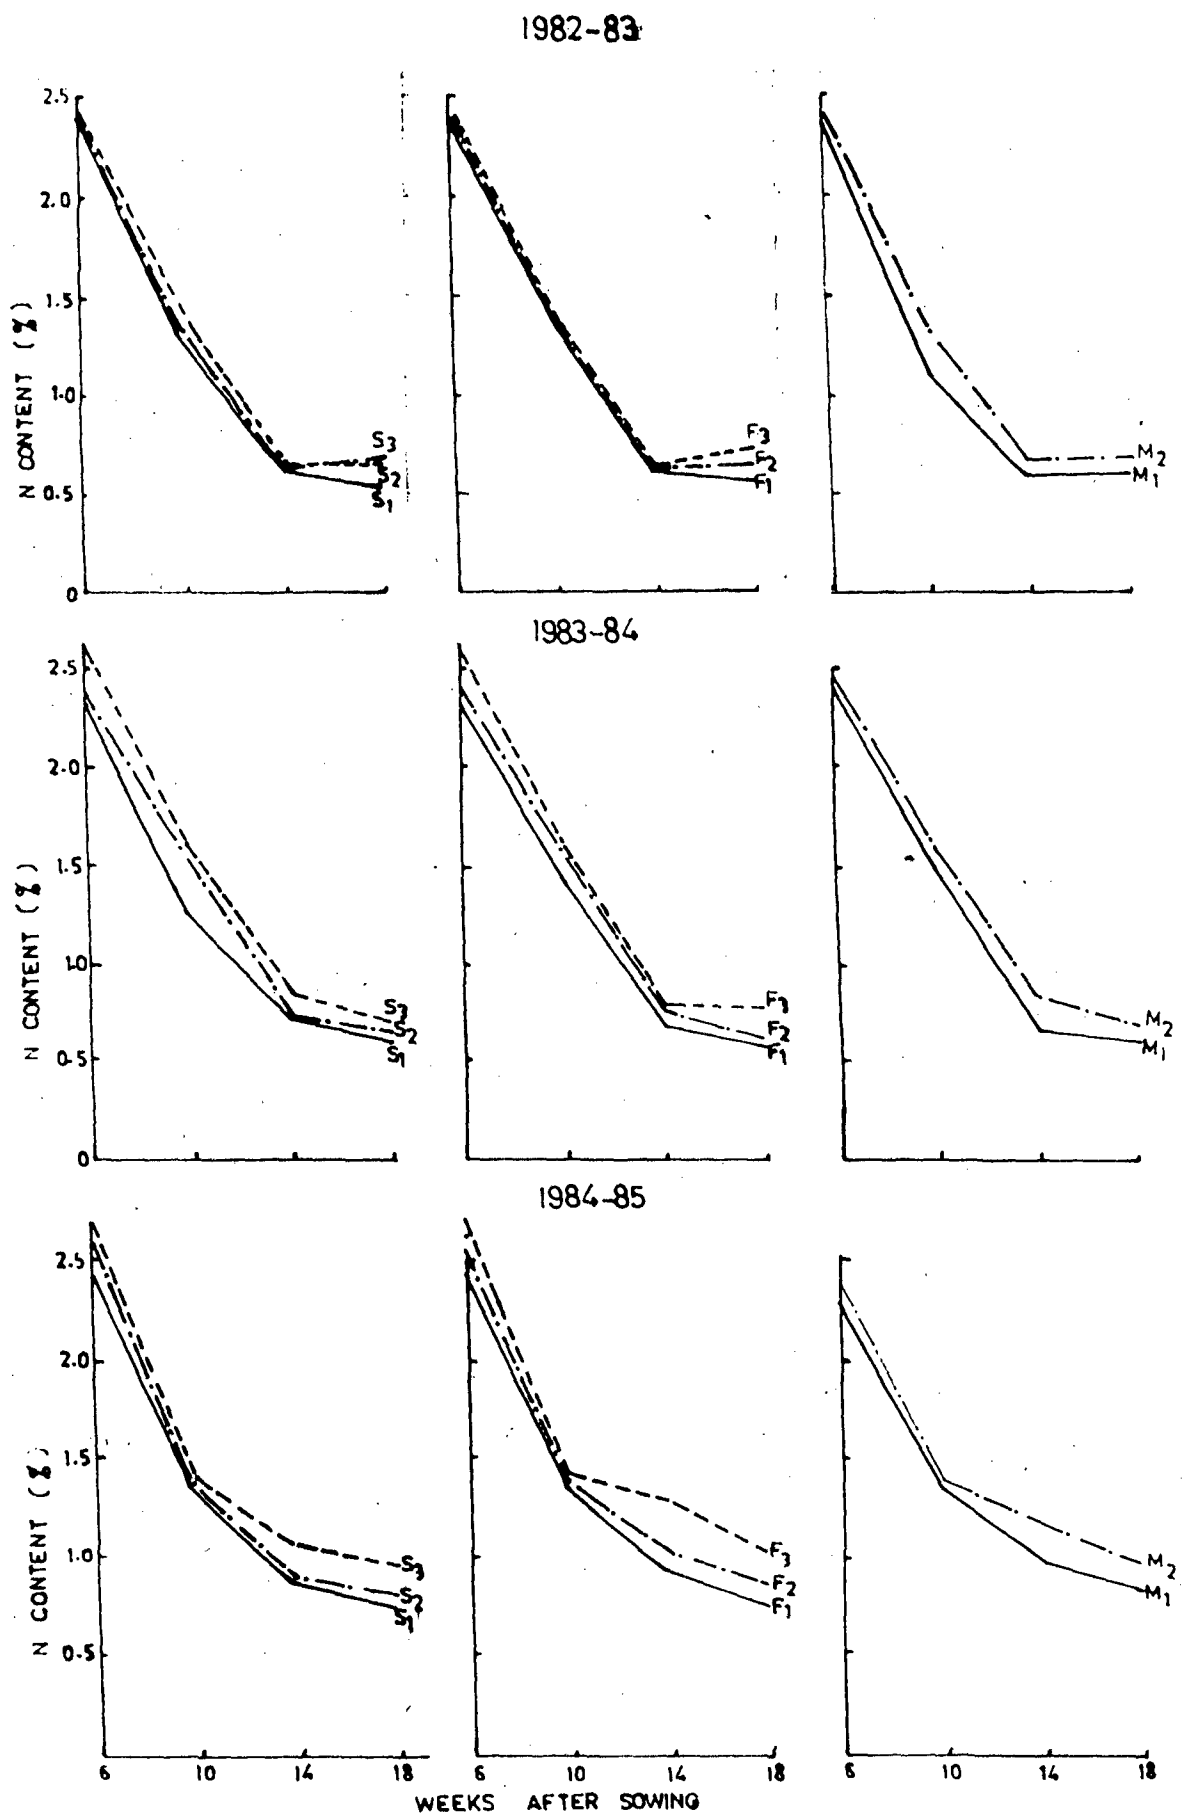 1982-83
2.5
2.0
1.5
1.0
0.5
0
N CONTENT (%)
S3
S2
S1
F3
F2
F1
M2
M1
1983-84
2.5
2.0
1.5
1.0
0.5
0
N CONTENT (%)
S3
S2
S1
F3
F2
F1
M2
M1
1984-85
2.5
2.0
1.5
1.0
0.5
N CONTENT (%)
S3
S2
S1
F3
F2
F1
M2
M1
6 10 14 18 6 10 14 18 6 10 14 18
WEEKS AFTER SOWING